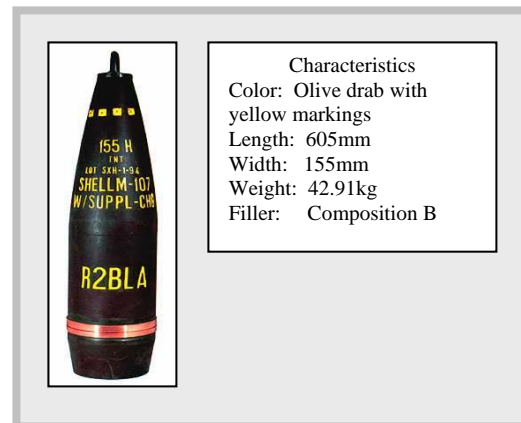 155 H
TNT
LOT SXH-1-94
SHELLM-107
W/SUPPL-CHG
R2BLA
Characteristics
Color: Olive drab with
yellow markings
Length: 605mm
Width: 155mm
Weight: 42.91kg
Filler: Composition B